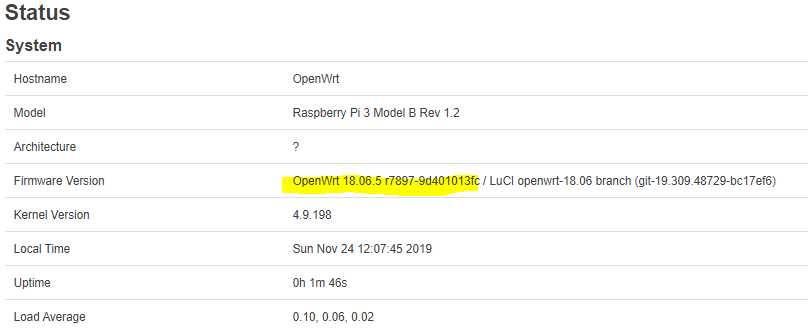 Status
System
Hostname OpenWrt
Model Raspberry Pi 3 Model B Rev 1.2
Architecture ?
Firmware Version OpenWrt 18.06.5 r7897-9d401013fc / LuCI openwrt-18.06 branch (git-19.309.48729-bc17ef6)
Kernel Version 4.9.198
Local Time Sun Nov 24 12:07:45 2019
Uptime 0h 1m 46s
Load Average 0.10, 0.06, 0.02